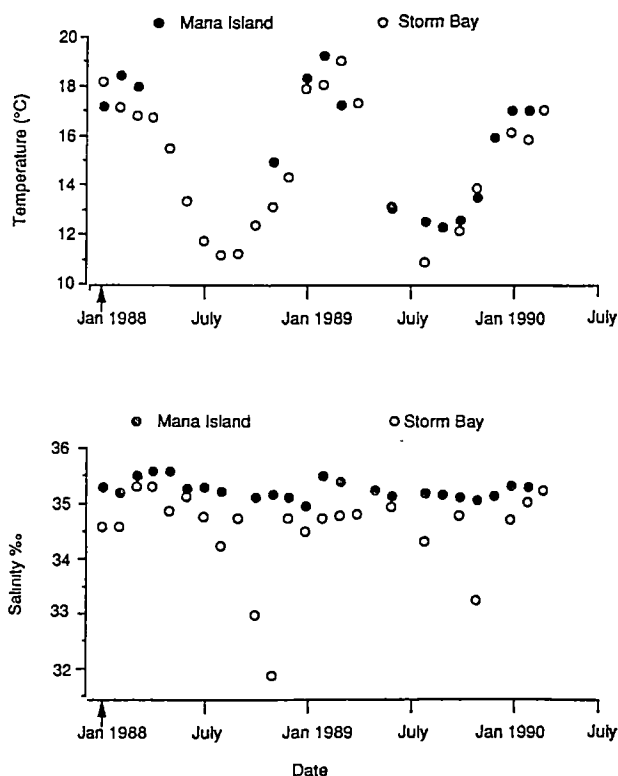 Maria Island Storm Bay
20
18
16
14
12
10
Temperature (°C)
Jan 1988 July Jan 1989 July Jan 1990 July
Maria Island Storm Bay
36
35
34
33
32
Salinity ‰
Jan 1988 July Jan 1989 July Jan 1990 July
Date